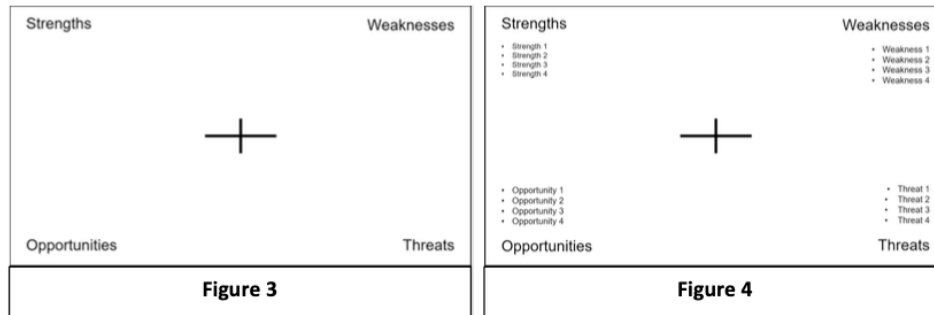 Strengths
Weaknesses
Opportunities
Threats
Figure 3
Strengths
• Strength 1
• Strength 2
• Strength 3
• Strength 4
Weaknesses
• Weakness 1
• Weakness 2
• Weakness 3
• Weakness 4
• Opportunity 1
• Opportunity 2
• Opportunity 3
• Opportunity 4
Opportunities
• Threat 1
• Threat 2
• Threat 3
• Threat 4
Threats
Figure 4